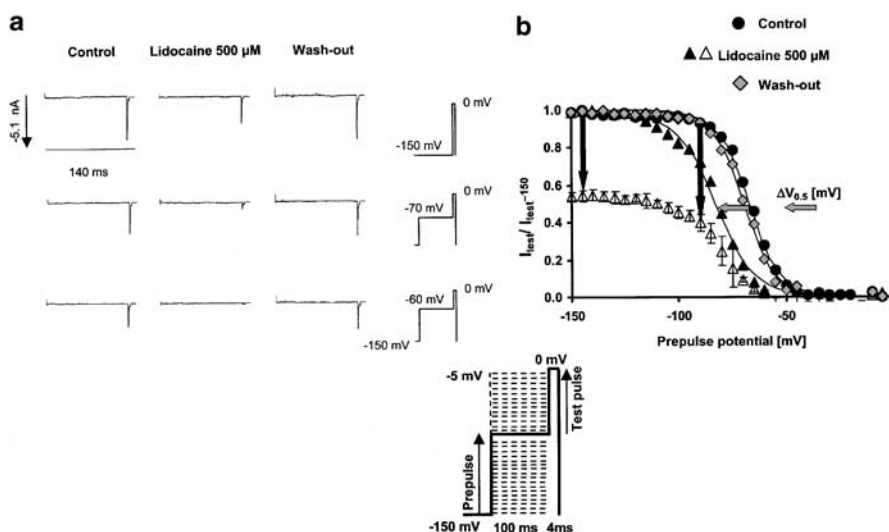 a
Control Lidocaine 500 µM Wash-out
-5.1 nA
140 ms
0 mV
-150 mV
-70 mV
0 mV
-60 mV
0 mV
-150 mV
b
Control
Lidocaine 500 µM
Wash-out
1.0
0.8
0.6
0.4
0.2
0.0
ΔV0.5 [mV]
Itest/ Itest-150
-150 -100 -50
Prepulse potential [mV]
0 mV
-5 mV
Test pulse
Prepulse
-150 mV 100 ms 4ms